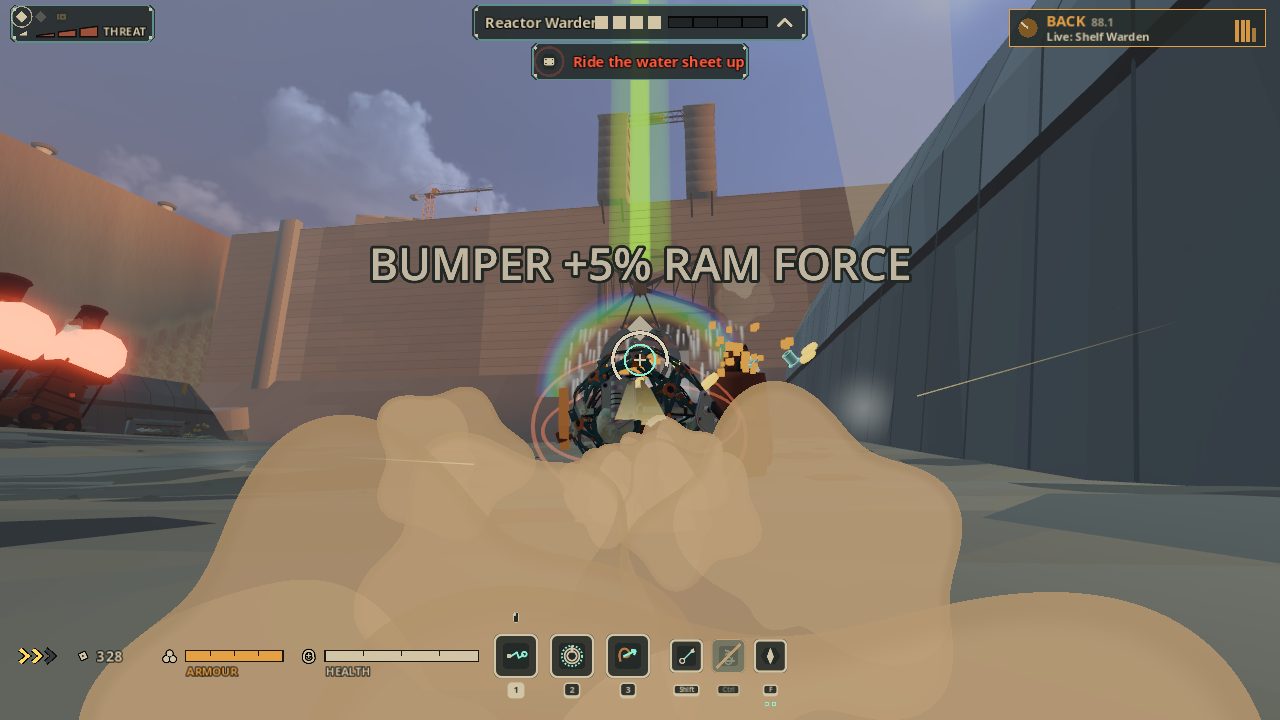 THREAT
Reactor Warden
Ride the water sheet up
BACK 88.1
Live: Shelf Warden
BUMPER +5% RAM FORCE
328
ARMOUR
HEALTH
1
2
3
Shift
Ctrl
F